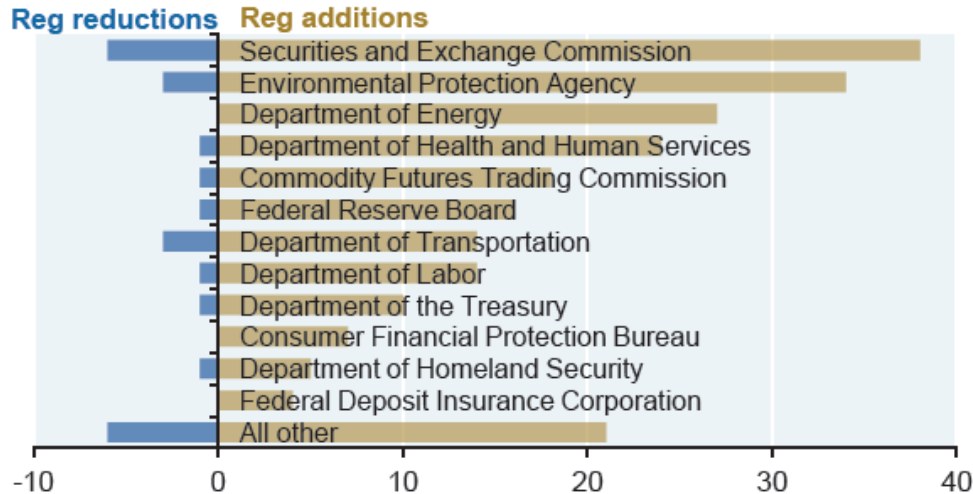 Reg reductions Reg additions
Securities and Exchange Commission
Environmental Protection Agency
Department of Energy
Department of Health and Human Services
Commodity Futures Trading Commission
Federal Reserve Board
Department of Transportation
Department of Labor
Department of the Treasury
Consumer Financial Protection Bureau
Department of Homeland Security
Federal Deposit Insurance Corporation
All other
-10 0 10 20 30 40